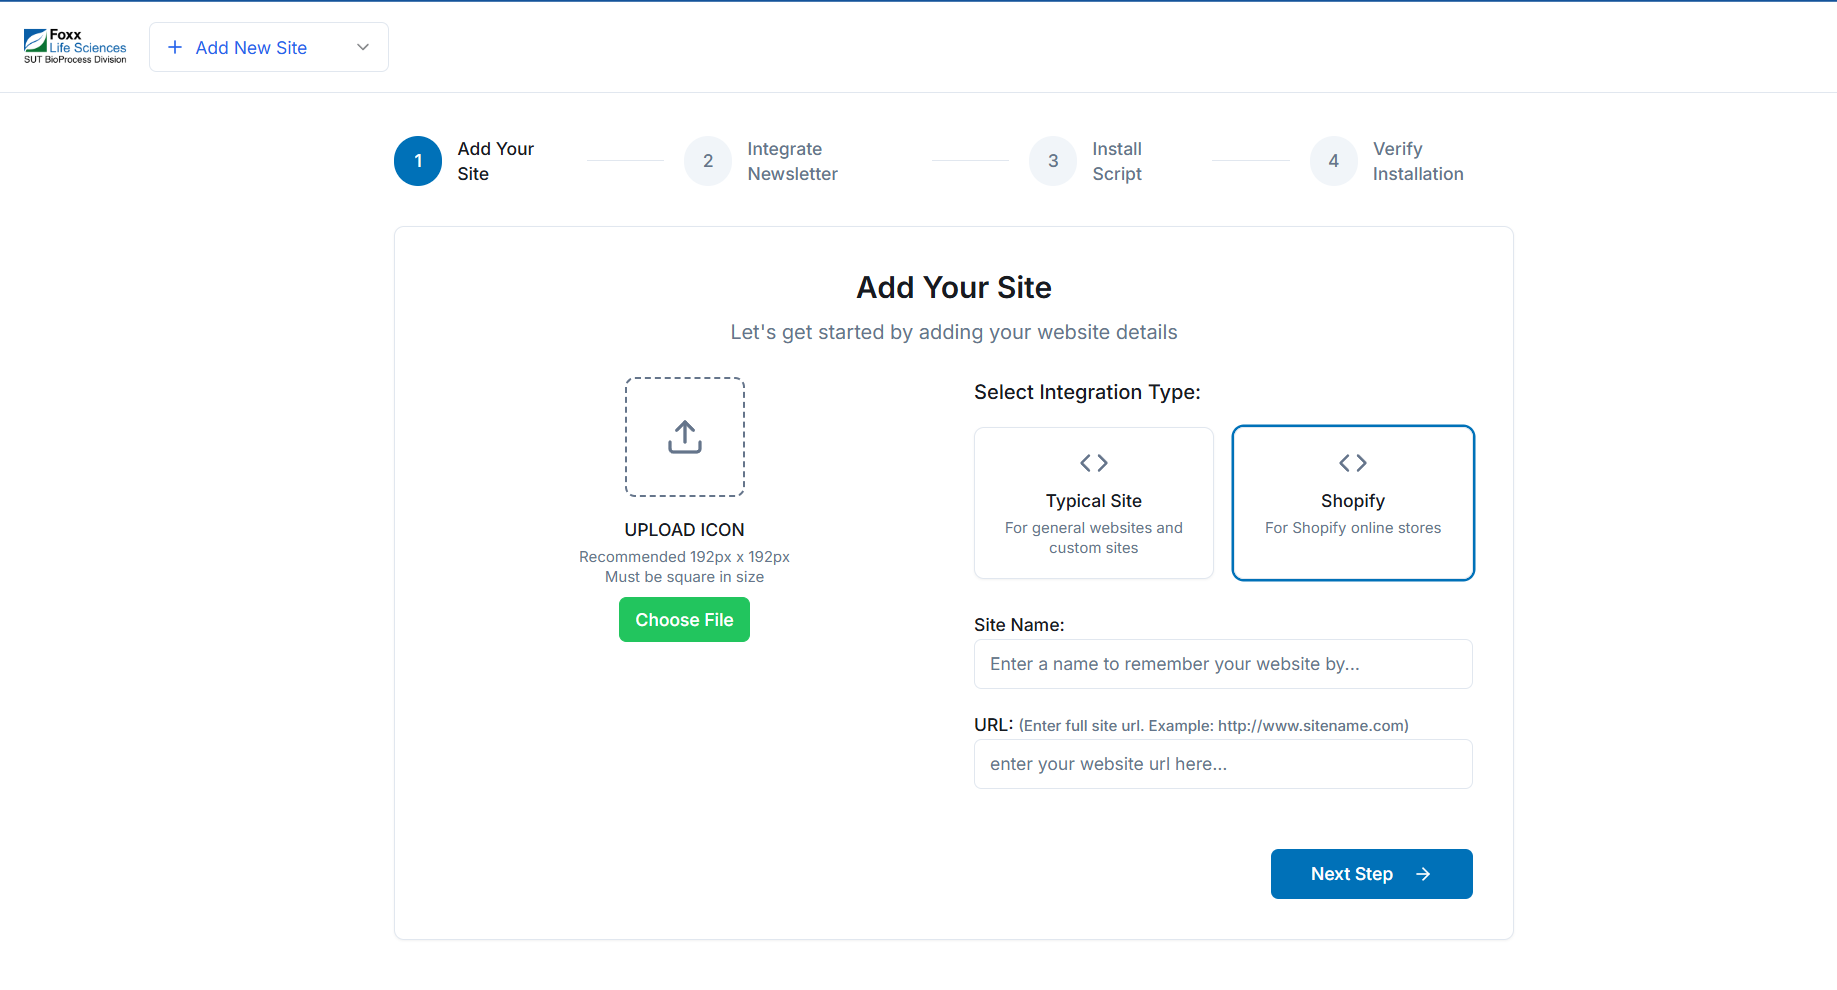 Foxx
Life Sciences
SUT BioProcess Division
Add New Site
1
Add Your
Site
2
Integrate
Newsletter
3
Install
Script
4
Verify
Installation
Add Your Site
Let's get started by adding your website details
UPLOAD ICON
Recommended 192px x 192px
Must be square in size
Choose File
Select Integration Type:
Typical Site
For general websites and
custom sites
Shopify
For Shopify online stores
Site Name:
Enter a name to remember your website by...
URL: (Enter full site url. Example: http://www.sitename.com)
enter your website url here...
Next Step